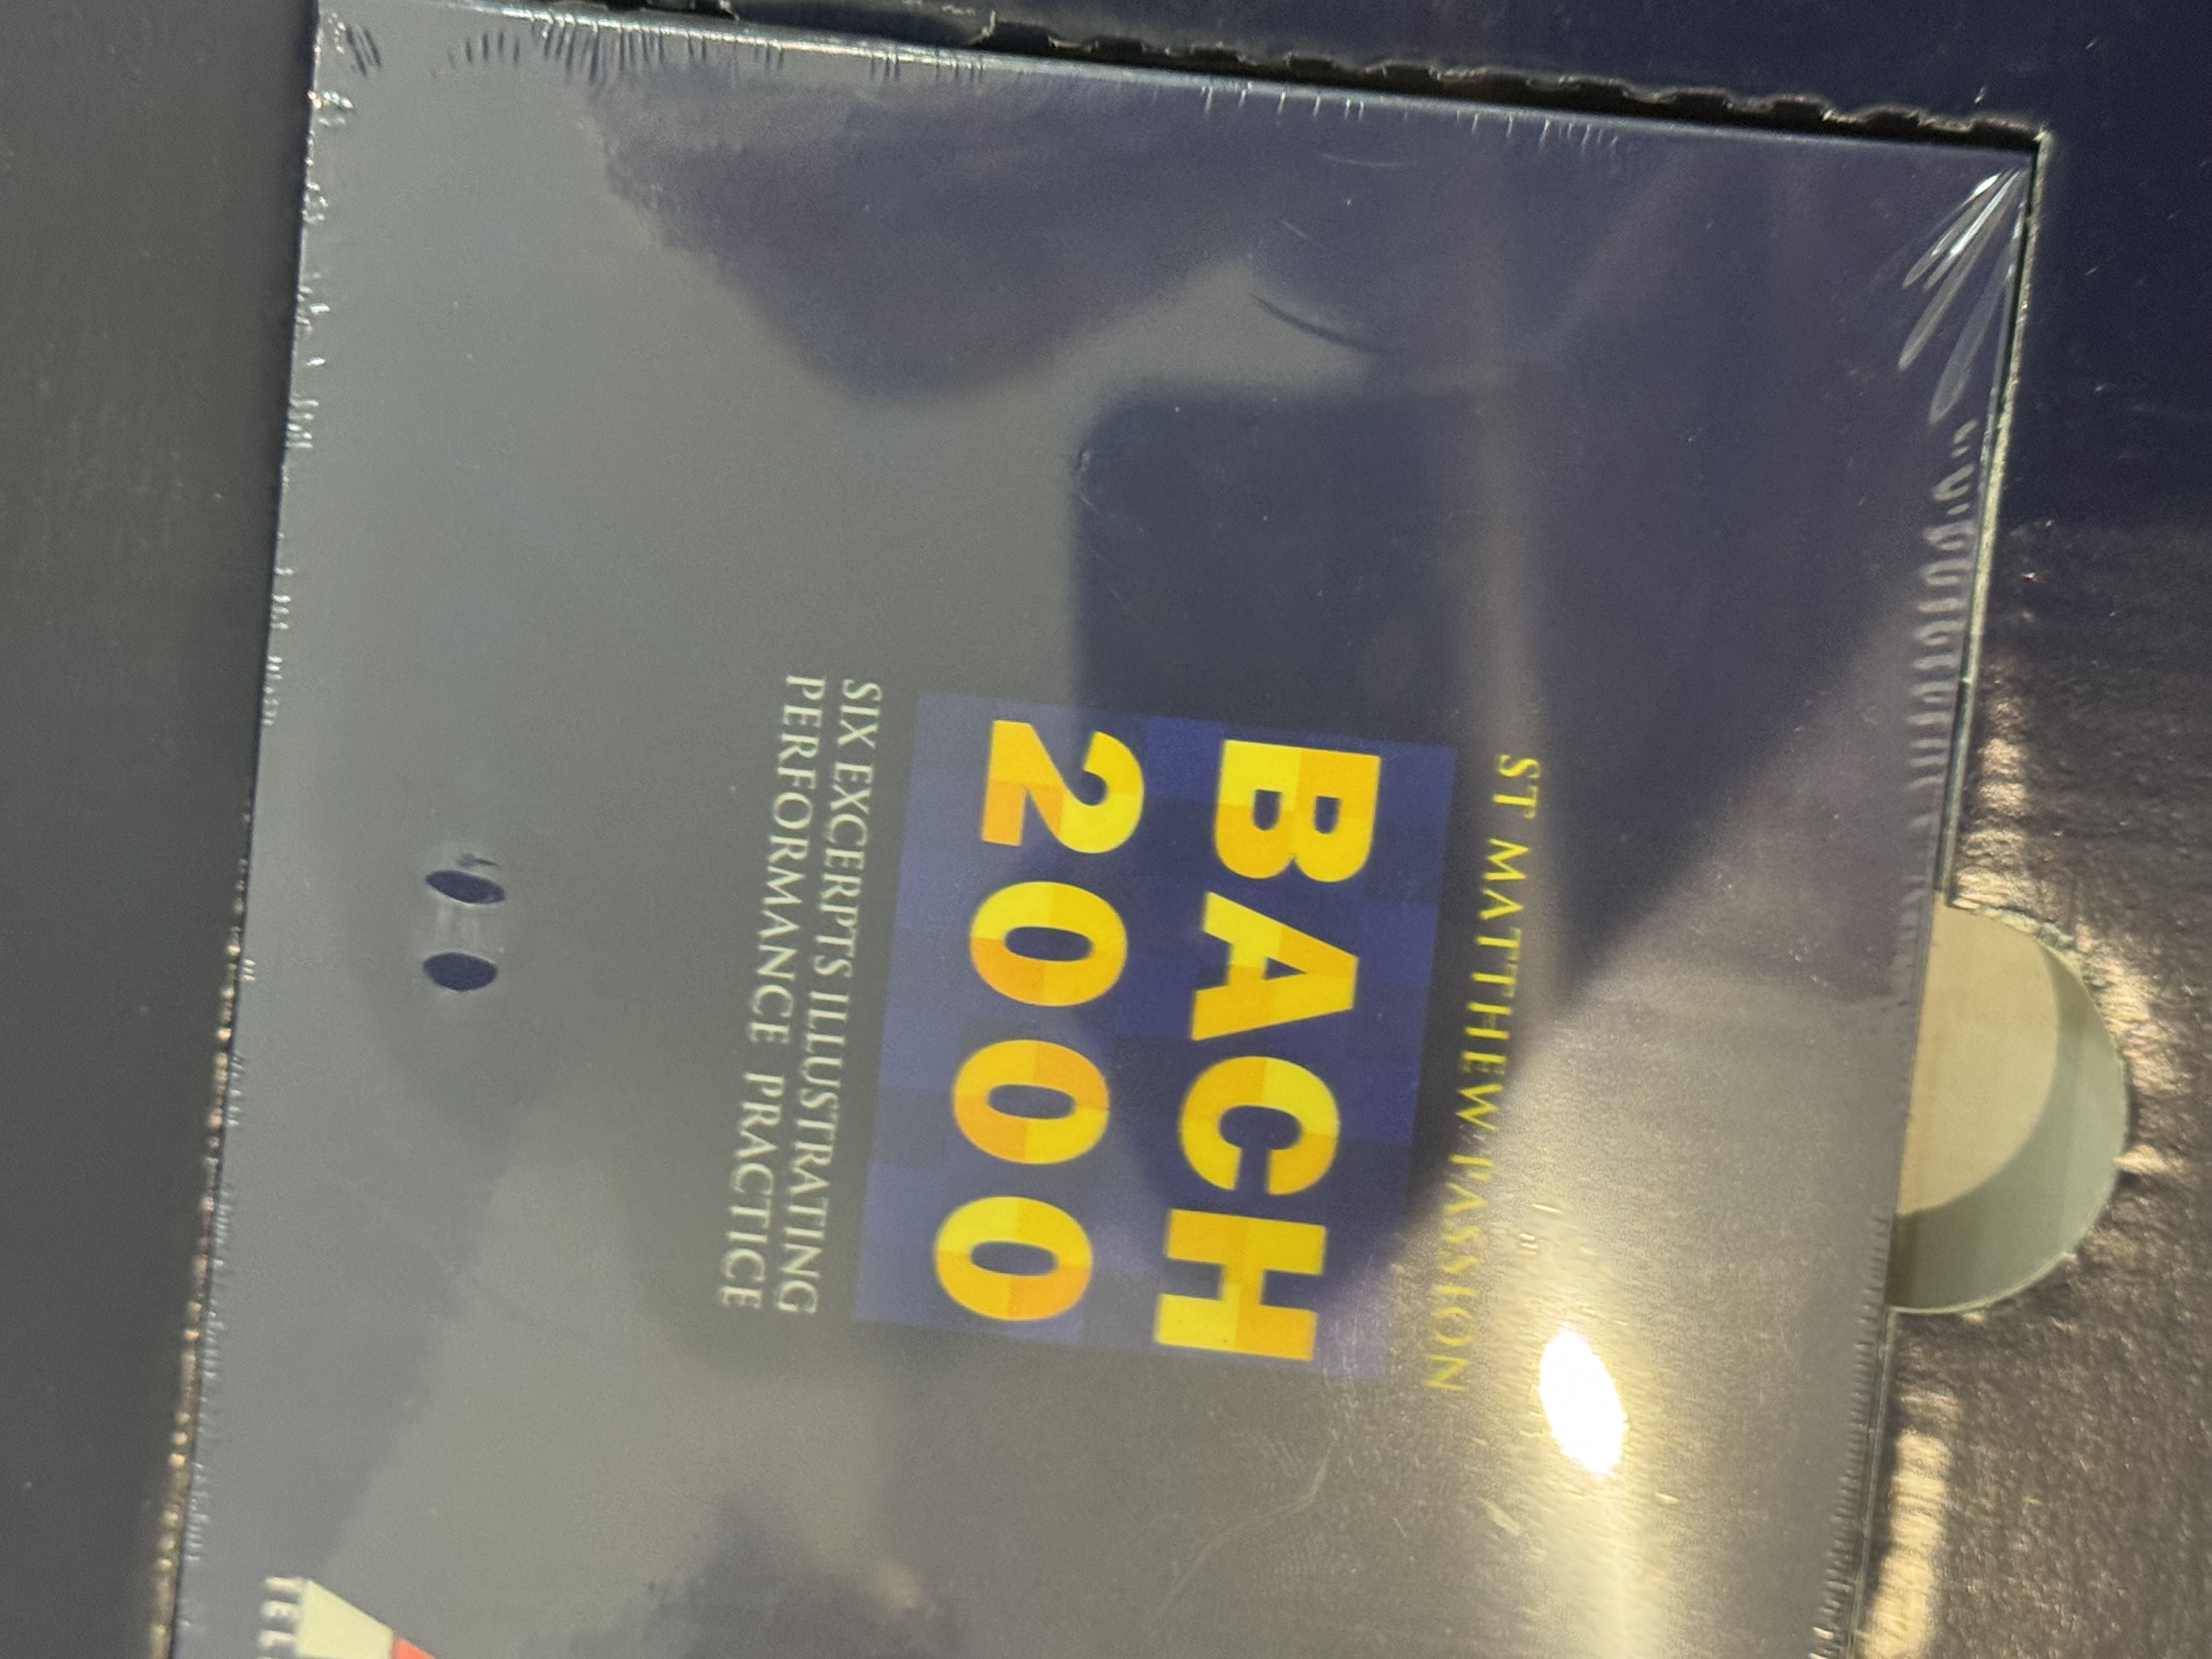 ST MATTHEW PASSION
BACH
2000
SIX EXCERPTS ILLUSTRATING
PERFORMANCE PRACTICE